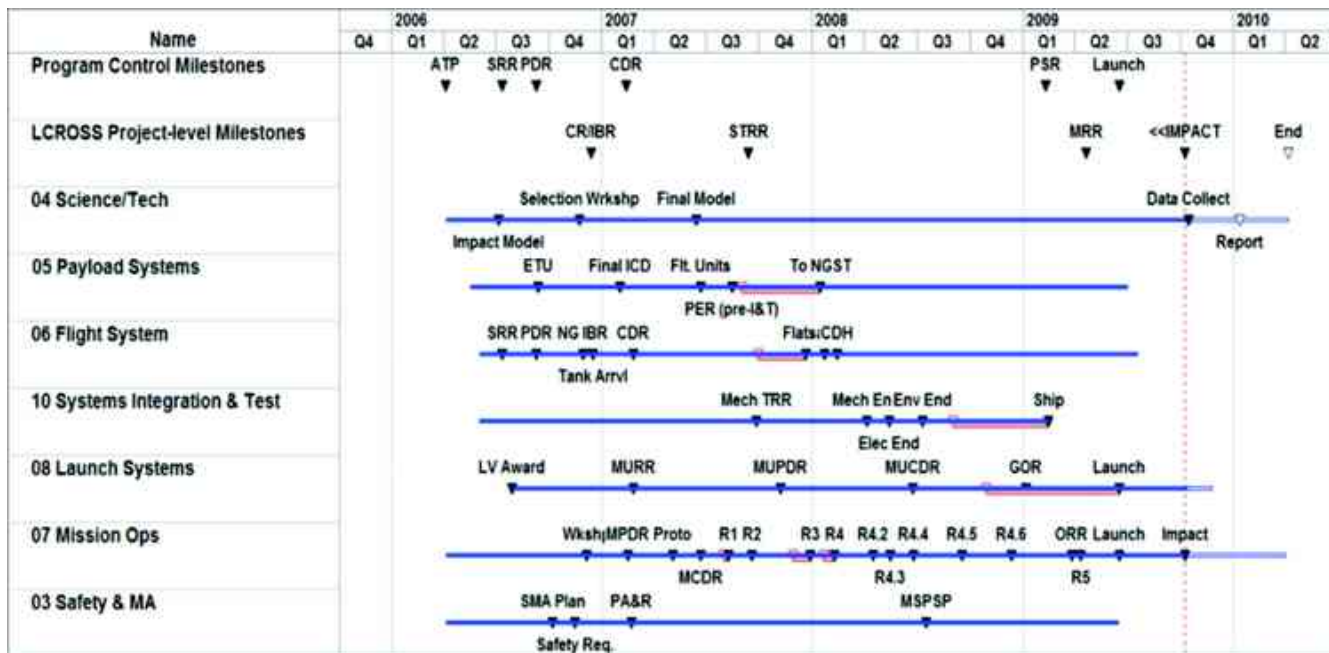 2006 2007 2008 2009 2010
Name Q4 Q1 Q2 Q3 Q4 Q1 Q2 Q3 Q4 Q1 Q2 Q3 Q4 Q1 Q2 Q3 Q4 Q1 Q2
Program Control Milestones ATP SRR PDR CDR PSR Launch
LCROSS Project-level Milestones CR/IBR STRR MRR <<IMPACT End
04 Science/Tech Selection Wrkshp Final Model Data Collect
Impact Model Report
05 Payload Systems ETU Final ICD Flt. Units To NGST
PER (pre-I&T)
06 Flight System SRR PDR NG IBR CDR CDH
Tank Arrvl
10 Systems Integration & Test Mech TRR Mech En Env End Ship
Elec End
08 Launch Systems LV Award MURR MUPDR MUCDR GOR Launch
07 Mission Ops MPDR Proto R1 R2 R3 R4 R4.2 R4.4 R4.5 R4.6 ORR Launch Impact
MCDR R4.3 R5
03 Safety & MA SMA Plan PA&R MSPSP
Safety Req.